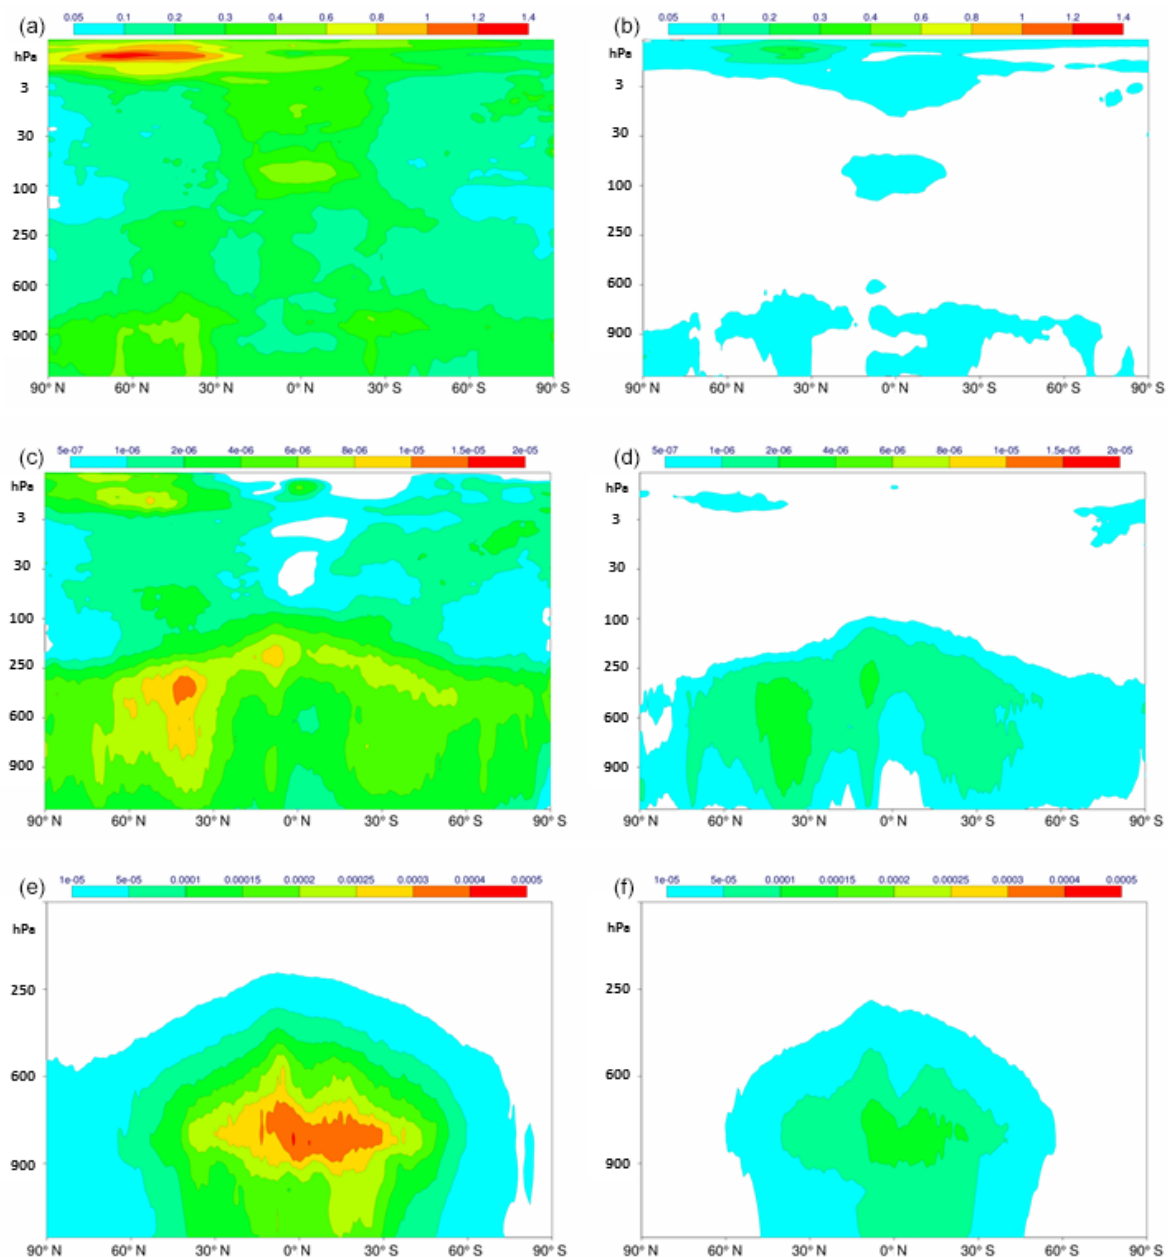 (a) 0.05 0.1 0.2 0.3 0.4 0.6 0.8 1 1.2 1.4
hPa
3
30
100
250
600
900
90° N 60° N 30° N 0° N 30° S 60° S 90° S
(b) 0.05 0.1 0.2 0.3 0.4 0.6 0.8 1 1.2 1.4
hPa
3
30
100
250
600
900
90° N 60° N 30° N 0° N 30° S 60° S 90° S
(c) 5e-07 1e-06 2e-06 4e-06 6e-06 8e-06 1e-05 1.5e-05 2e-05
hPa
3
30
100
250
600
900
90° N 60° N 30° N 0° N 30° S 60° S 90° S
(d) 5e-07 1e-06 2e-06 4e-06 6e-06 8e-06 1e-05 1.5e-05 2e-05
hPa
3
30
100
250
600
900
90° N 60° N 30° N 0° N 30° S 60° S 90° S
(e) 1e-05 5e-05 0.0001 0.00015 0.0002 0.00025 0.0003 0.0004 0.0005
hPa
250
600
900
90° N 60° N 30° N 0° N 30° S 60° S 90° S
(f) 1e-05 5e-05 0.0001 0.00015 0.0002 0.00025 0.0003 0.0004 0.0005
hPa
250
600
900
90° N 60° N 30° N 0° N 30° S 60° S 90° S